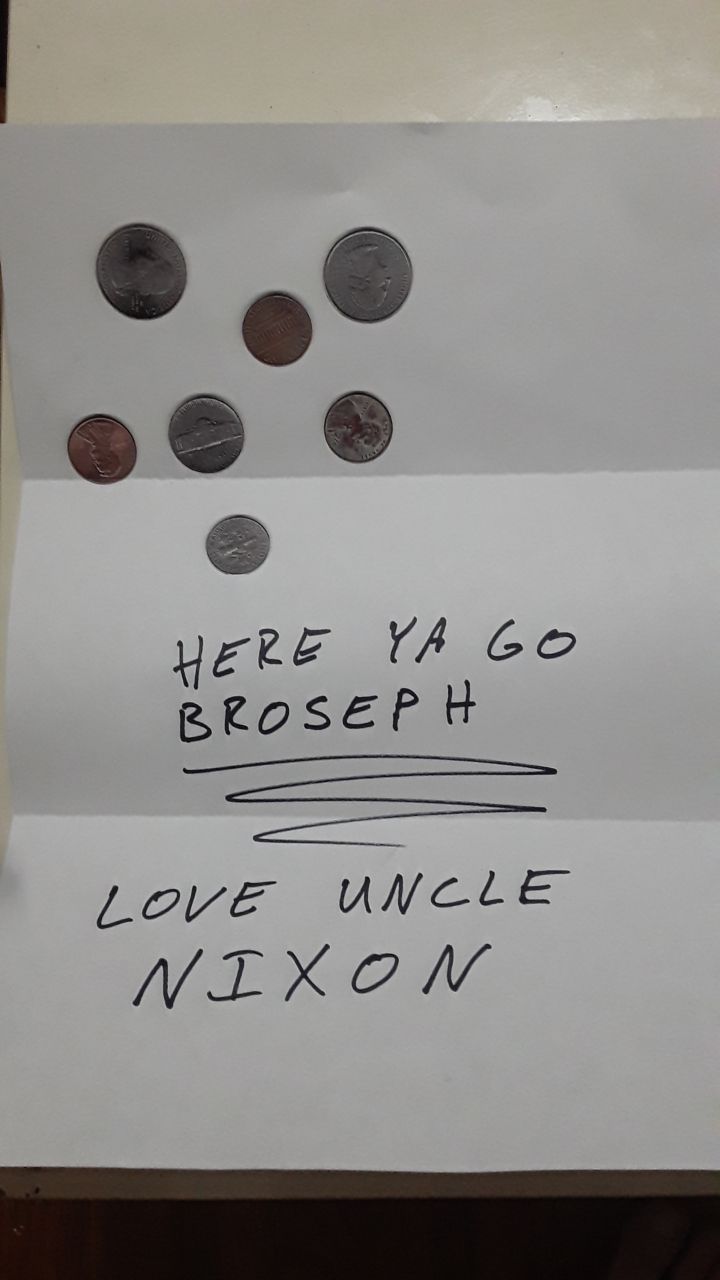 HERE YA GO
BROSEPH
LOVE UNCLE
NIXON